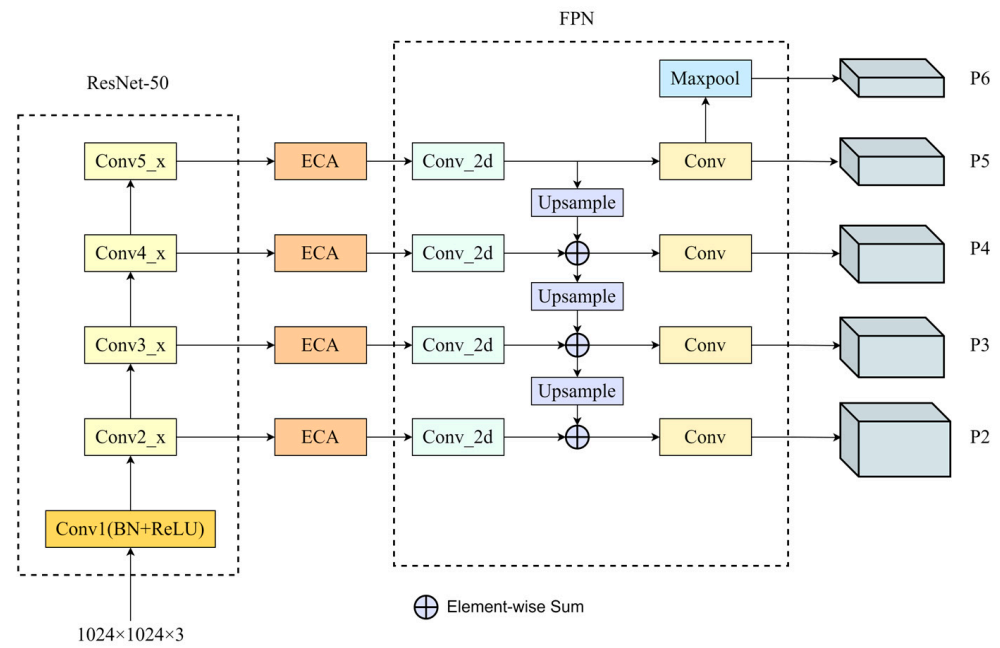 FPN
ResNet-50
Maxpool
P6
Conv5_x
ECA
Conv_2d
Conv
P5
Upsample
Conv4_x
ECA
Conv_2d
Conv
P4
Upsample
Conv3_x
ECA
Conv_2d
Conv
P3
Upsample
Conv2_x
ECA
Conv_2d
Conv
P2
Conv1(BN+ReLU)
Element-wise Sum
1024×1024×3